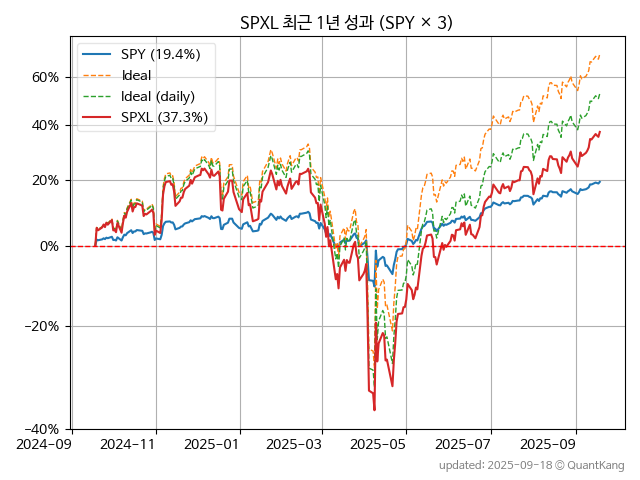 SPXL 최근 1년 성과 (SPY × 3)
SPY (19.4%)
Ideal
Ideal (daily)
SPXL (37.3%)
60%
40%
20%
0%
−20%
−40%
2024-09
2024-11
2025-01
2025-03
2025-05
2025-07
2025-09
updated: 2025-09-18 © QuantKang